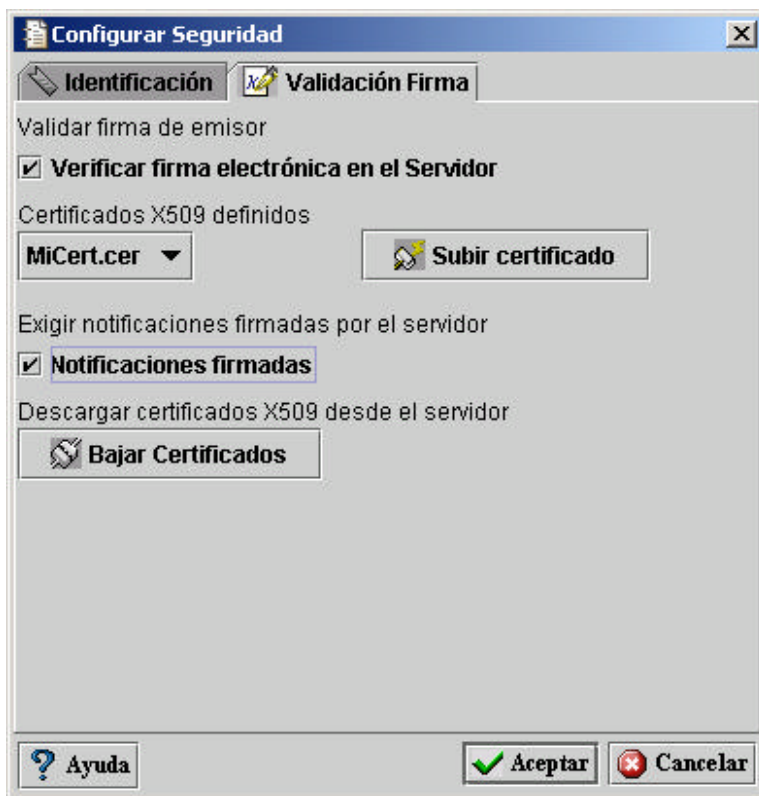 Configurar Seguridad
Identificación Validación Firma
Validar firma de emisor
Verificar firma electrónica en el Servidor
Certificados X509 definidos
MiCert.cer Subir certificado
Exigir notificaciones firmadas por el servidor
Notificaciones firmadas
Descargar certificados X509 desde el servidor
Bajar Certificados
Ayuda Aceptar Cancelar